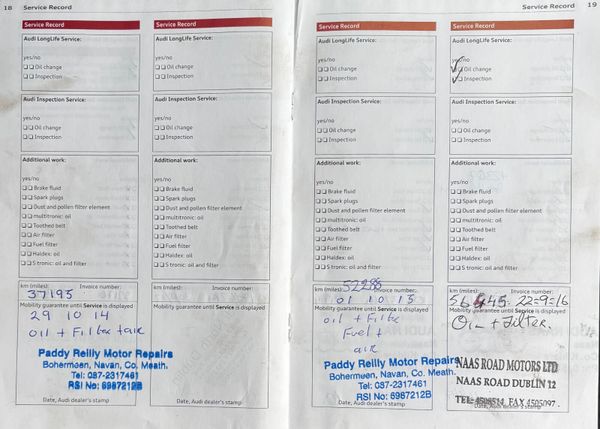 18 Service Record
Service Record
Audi LongLife Service:
yes/no
Oil change
Inspection
Audi Inspection Service:
yes/no
Oil change
Inspection
Additional work:
yes/no
Brake fluid
Spark plugs
Dust and pollen filter element
multitronic: oil
Toothed belt
Air filter
Fuel filter
Haldex: oil
S tronic: oil and filter
km (miles): Invoice number:
37193
Mobility guarantee until Service is displayed
29 10 14
oil + Filter + air
Paddy Reilly Motor Repairs
Bohermeen, Navan, Co. Meath.
Tel: 087-2317461
RSI No: 6987212B
Date, Audi dealer's stamp
Service Record
Audi LongLife Service:
yes/no
Oil change
Inspection
Audi Inspection Service:
yes/no
Oil change
Inspection
Additional work:
yes/no
Brake fluid
Spark plugs
Dust and pollen filter element
multitronic: oil
Toothed belt
Air filter
Fuel filter
Haldex: oil
S tronic: oil and filter
km (miles): Invoice number:
Mobility guarantee until Service is displayed
Date, Audi dealer's stamp
Service Record 19
Service Record
Audi LongLife Service:
yes/no
Oil change
Inspection
Audi Inspection Service:
yes/no
Oil change
Inspection
Additional work:
yes/no
Brake fluid
Spark plugs
Dust and pollen filter element
multitronic: oil
Toothed belt
Air filter
Fuel filter
Haldex: oil
S tronic: oil and filter
km (miles): Invoice number:
Mobility guarantee until Service is displayed
01 10 15
oil + Filter
Fuel +
air
Paddy Reilly Motor Repairs
Bohermeen, Navan, Co. Meath.
Tel: 087-2317461
RSI No: 6987212B
Date, Audi dealer's stamp
Service Record
Audi LongLife Service:
yes/no
Oil change
Inspection
Audi Inspection Service:
yes/no
Oil change
Inspection
Additional work:
yes/no
Brake fluid
Spark plugs
Dust and pollen filter element
multitronic: oil
Toothed belt
Air filter
Fuel filter
Haldex: oil
S tronic: oil and filter
km (miles): Invoice number:
22=9=16
Mobility guarantee until Service is displayed
Oil + Filter.
NAAS ROAD MOTORS LTD
NAAS ROAD DUBLIN 12
TEL: FAX 4505097.
Date, Audi dealer's stamp